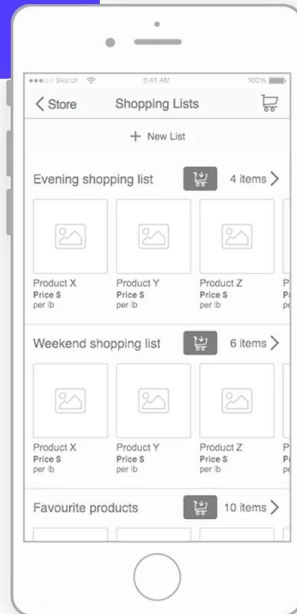 Sketch 9:41 AM 100%
Store Shopping Lists
+ New List
Evening shopping list 4 items
Product X Product Y Product Z P
Price $ Price $ Price $ P
per lb per lb per lb
Weekend shopping list 6 items
Product X Product Y Product Z P
Price $ Price $ Price $ P
per lb per lb per lb
Favourite products 10 items